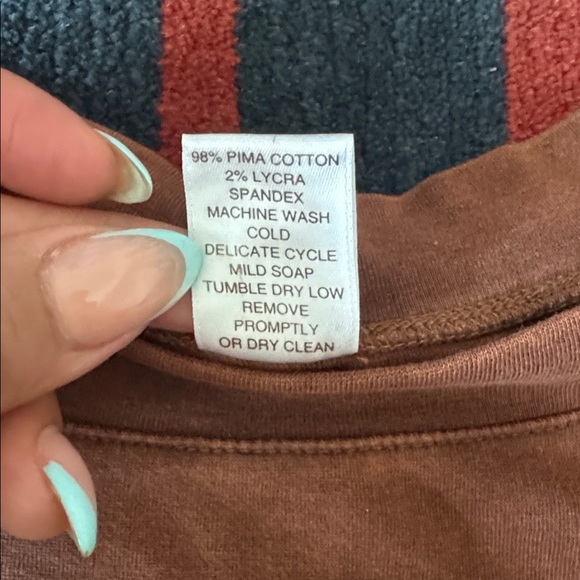 98% PIMA COTTON
2% LYCRA
SPANDEX
MACHINE WASH
COLD
DELICATE CYCLE
MILD SOAP
TUMBLE DRY LOW
REMOVE
PROMPTLY
OR DRY CLEAN